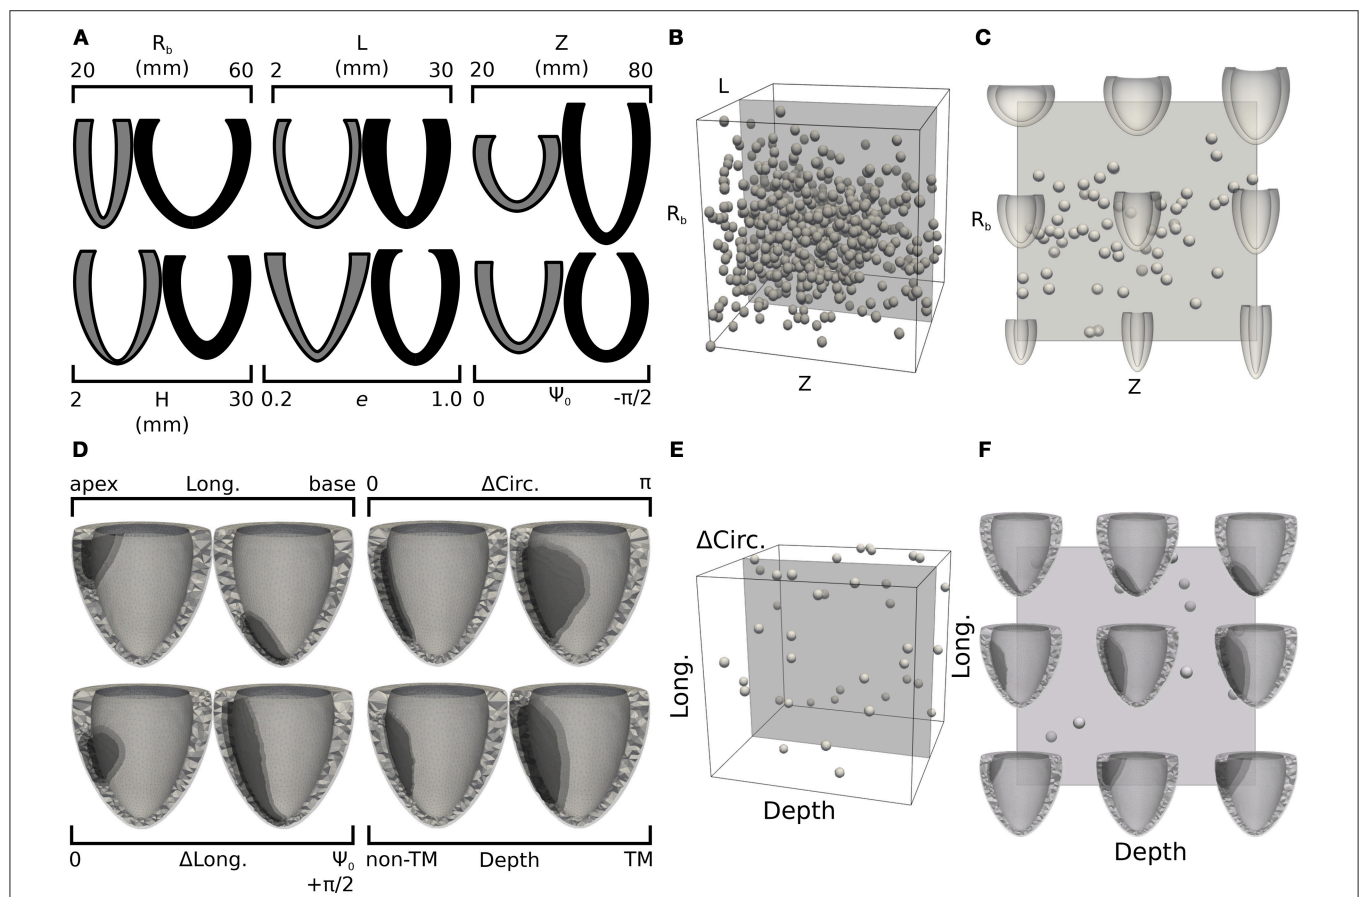 A
R_b
(mm)
20 60
L
(mm)
2 30
Z
(mm)
20 80
2 H 30
(mm)
0.2 e 1.0
0 Ψ_0 -π/2
B
L
R_b
Z
C
R_b
Z
D
apex Long. base
0 ΔCirc. π
0 ΔLong. Ψ_0
+π/2
non-TM Depth TM
E
ΔCirc.
Long.
Depth
F
Long.
Depth